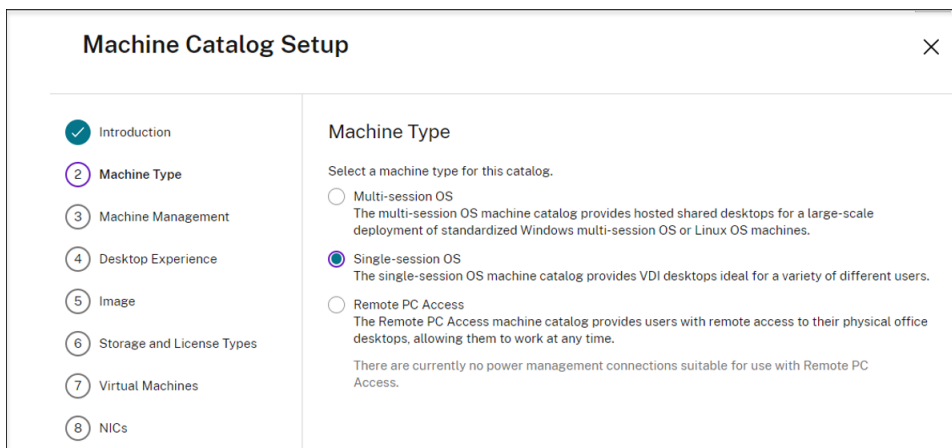 Machine Catalog Setup
Introduction
2 Machine Type
3 Machine Management
4 Desktop Experience
5 Image
6 Storage and License Types
7 Virtual Machines
8 NICs
Machine Type
Select a machine type for this catalog.
Multi-session OS
The multi-session OS machine catalog provides hosted shared desktops for a large-scale
deployment of standardized Windows multi-session OS or Linux OS machines.
Single-session OS
The single-session OS machine catalog provides VDI desktops ideal for a variety of different users.
Remote PC Access
The Remote PC Access machine catalog provides users with remote access to their physical office
desktops, allowing them to work at any time.
There are currently no power management connections suitable for use with Remote PC
Access.